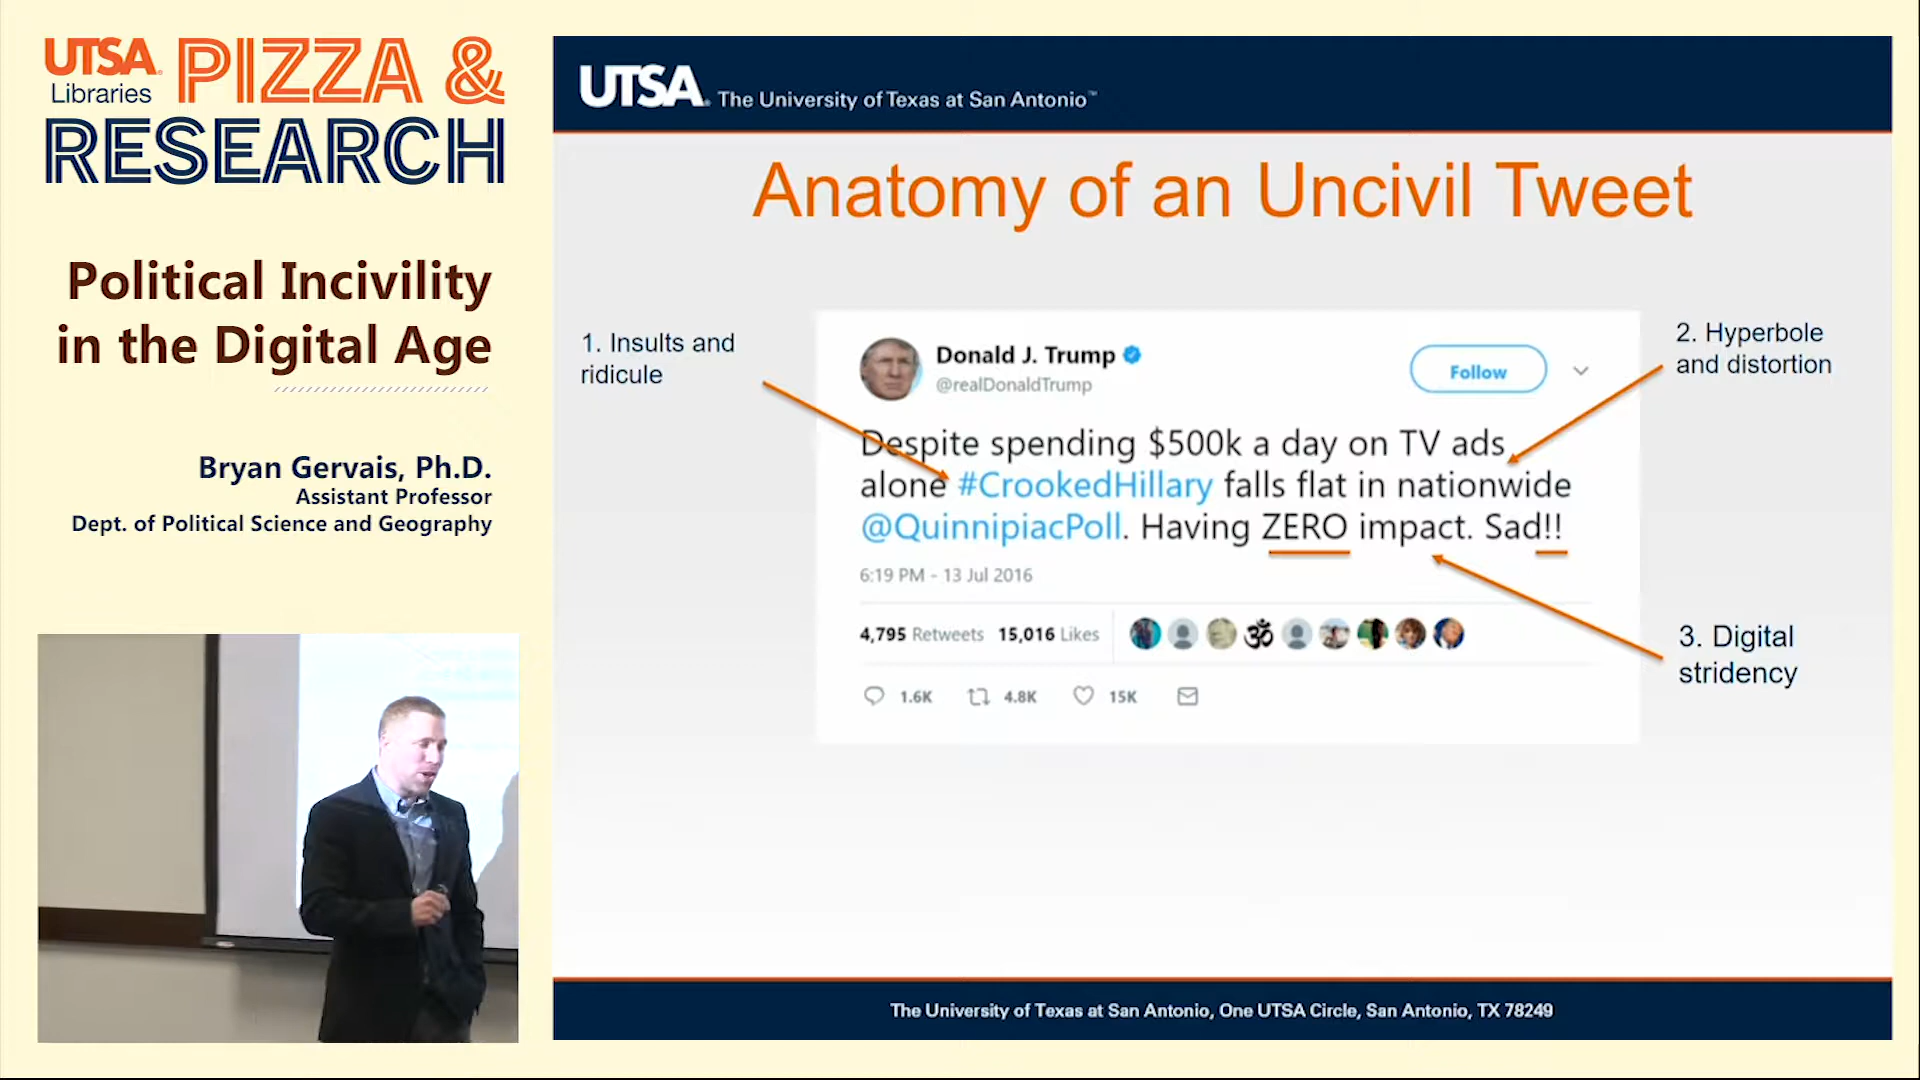 UTSA
Libraries
PIZZA &
RESEARCH
Political Incivility
in the Digital Age
Bryan Gervais, Ph.D.
Assistant Professor
Dept. of Political Science and Geography
UTSA. The University of Texas at San Antonio™
Anatomy of an Uncivil Tweet
1. Insults and
ridicule
2. Hyperbole
and distortion
Donald J. Trump
@realDonaldTrump
Follow
Despite spending $500k a day on TV ads
alone #CrookedHillary falls flat in nationwide
@QuinnipiacPoll. Having ZERO impact. Sad!!
6:19 PM - 13 Jul 2016
4,795 Retweets 15,016 Likes
3. Digital
stridency
1.6K 4.8K 15K
The University of Texas at San Antonio, One UTSA Circle, San Antonio, TX 78249